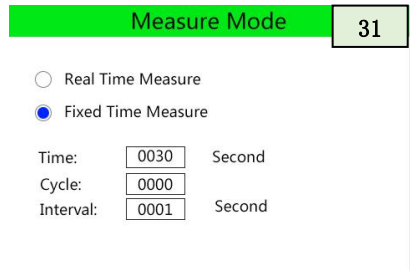 Measure Mode 31
Real Time Measure
Fixed Time Measure
Time: 0030 Second
Cycle: 0000
Interval: 0001 Second